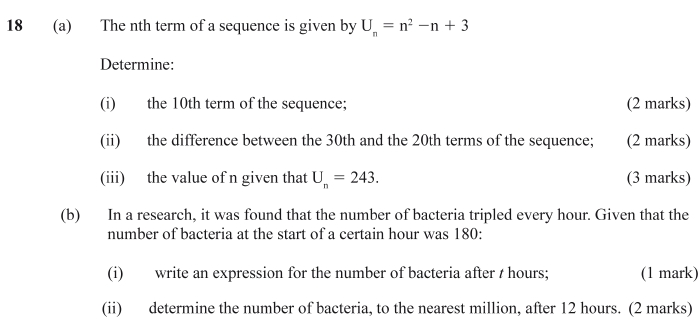 18 (a) The nth term of a sequence is given by Uₙ = n² −n + 3
Determine:
(i) the 10th term of the sequence; (2 marks)
(ii) the difference between the 30th and the 20th terms of the sequence; (2 marks)
(iii) the value of n given that Uₙ = 243. (3 marks)
(b) In a research, it was found that the number of bacteria tripled every hour. Given that the
number of bacteria at the start of a certain hour was 180:
(i) write an expression for the number of bacteria after t hours; (1 mark)
(ii) determine the number of bacteria, to the nearest million, after 12 hours. (2 marks)